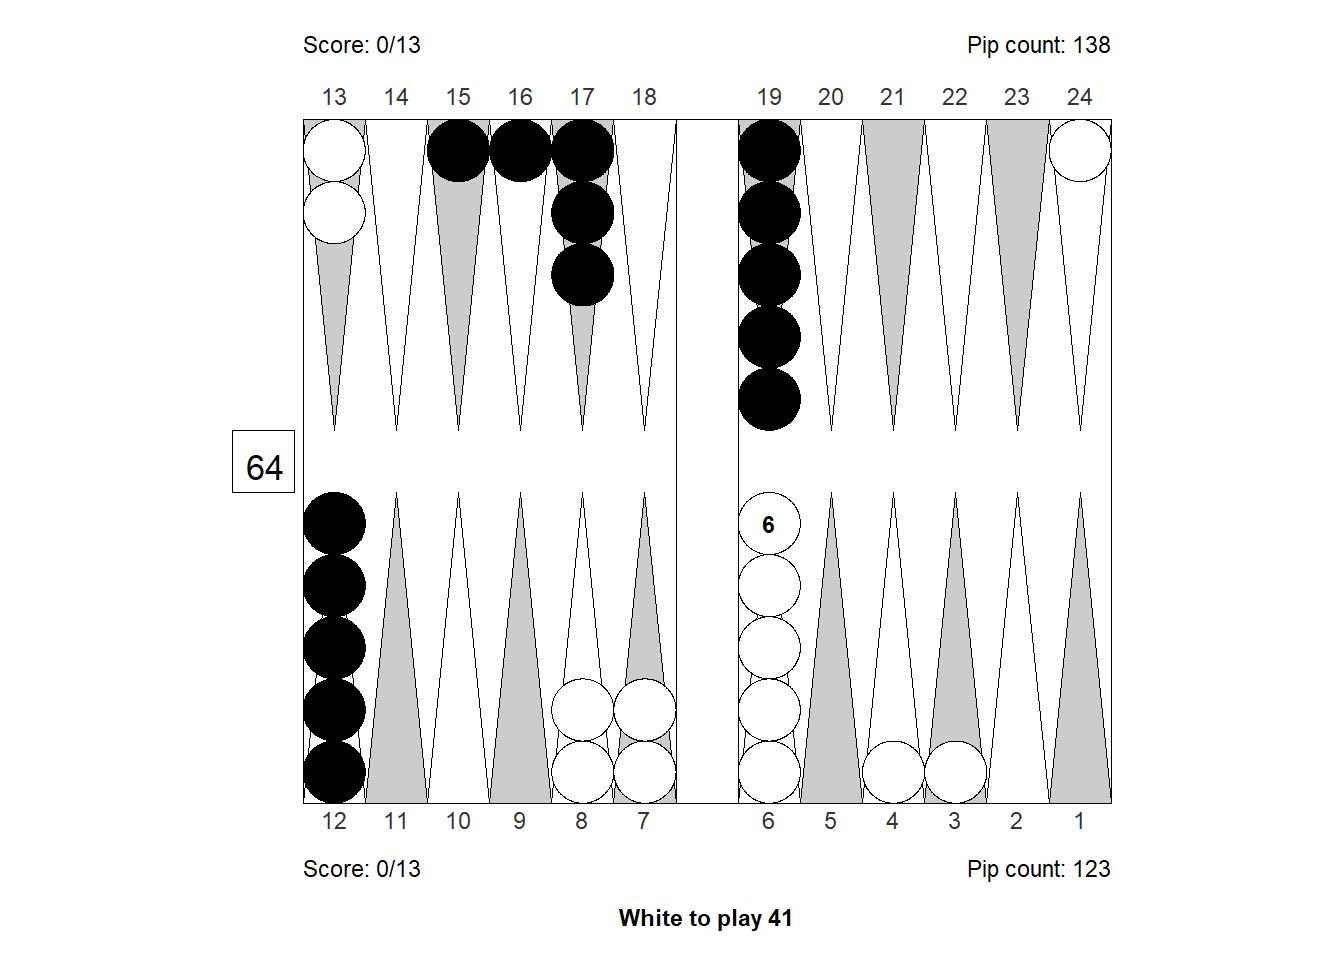 Score: 0/13 Pip count: 138
13 14 15 16 17 18 19 20 21 22 23 24
64
6
12 11 10 9 8 7 6 5 4 3 2 1
Score: 0/13 Pip count: 123
White to play 41